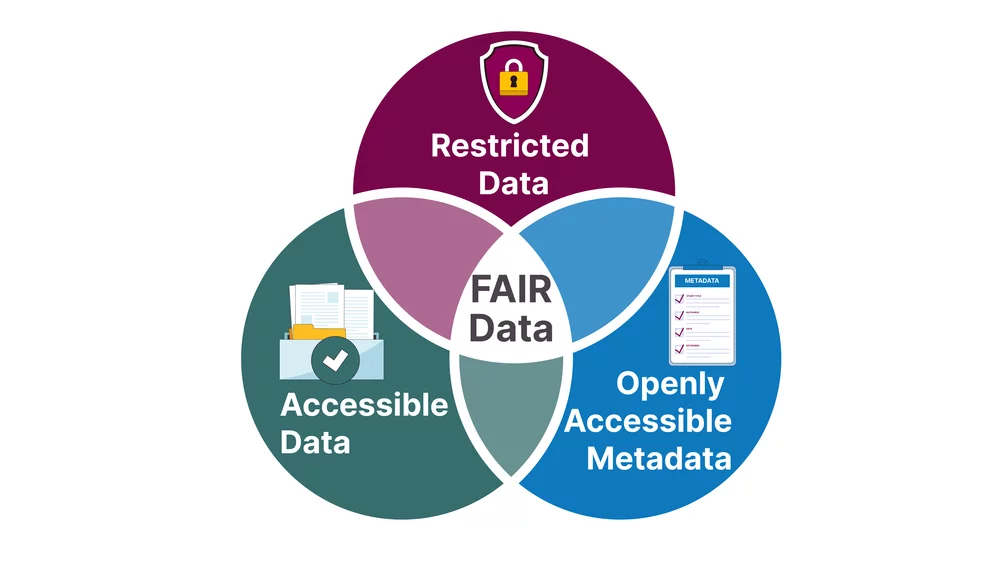 Restricted
Data
FAIR
Data
METADATA
Accessible
Data
Openly
Accessible
Metadata